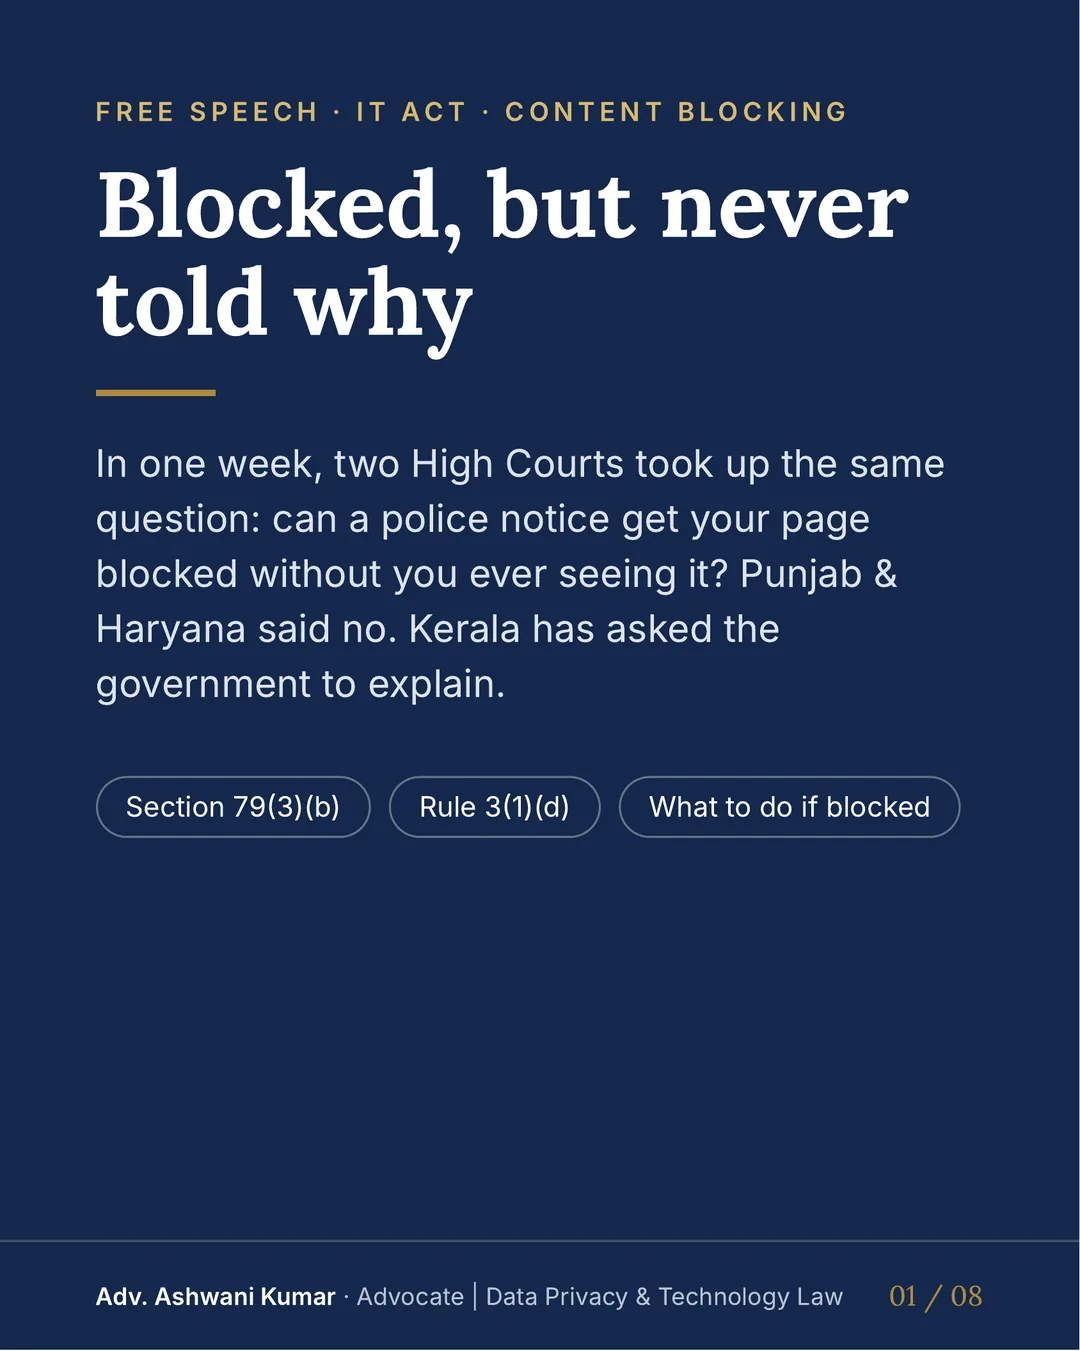 FREE SPEECH · IT ACT · CONTENT BLOCKING
Blocked, but never
told why
In one week, two High Courts took up the same
question: can a police notice get your page
blocked without you ever seeing it? Punjab &
Haryana said no. Kerala has asked the
government to explain.
Section 79(3)(b) Rule 3(1)(d) What to do if blocked
Adv. Ashwani Kumar · Advocate | Data Privacy & Technology Law 01 / 08